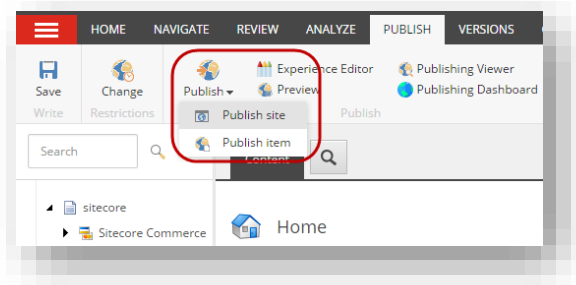 HOME NAVIGATE REVIEW ANALYZE PUBLISH VERSIONS
Save Change Publish Experience Editor Publishing Viewer
Preview Publishing Dashboard
Write Restrictions Publish
Publish site
Publish item
Search
Content
sitecore
Sitecore Commerce
Home